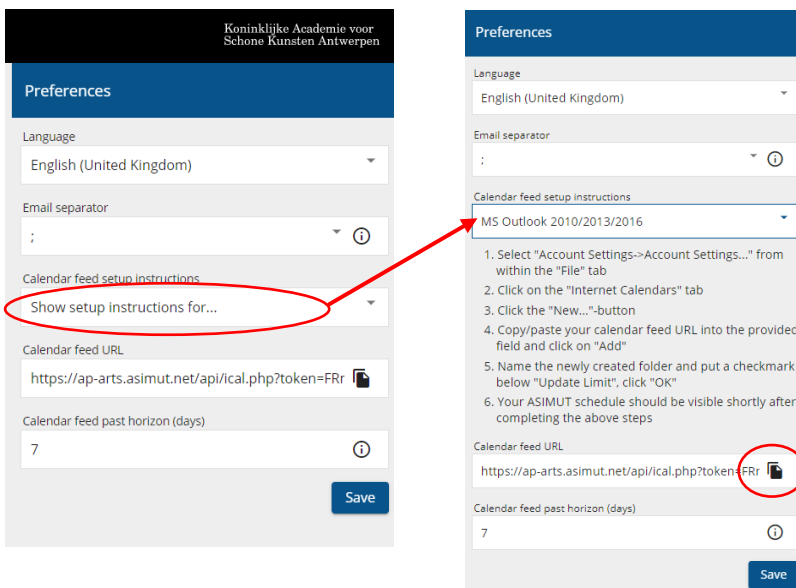 Koninklijke Academie voor
Schone Kunsten Antwerpen
Preferences
Language
English (United Kingdom)
Email separator
;
Calendar feed setup instructions
Show setup instructions for...
Calendar feed URL
https://ap-arts.asimut.net/api/ical.php?token=FRr
Calendar feed past horizon (days)
7
Save
Preferences
Language
English (United Kingdom)
Email separator
;
Calendar feed setup instructions
MS Outlook 2010/2013/2016
1. Select "Account Settings->Account Settings..." from
within the "File" tab
2. Click on the "Internet Calendars" tab
3. Click the "New..."-button
4. Copy/paste your calendar feed URL into the provided
field and click on "Add"
5. Name the newly created folder and put a checkmark
below "Update Limit", click "OK"
6. Your ASIMUT schedule should be visible shortly after
completing the above steps
Calendar feed URL
https://ap-arts.asimut.net/api/ical.php?token=FRr
Calendar feed past horizon (days)
7
Save